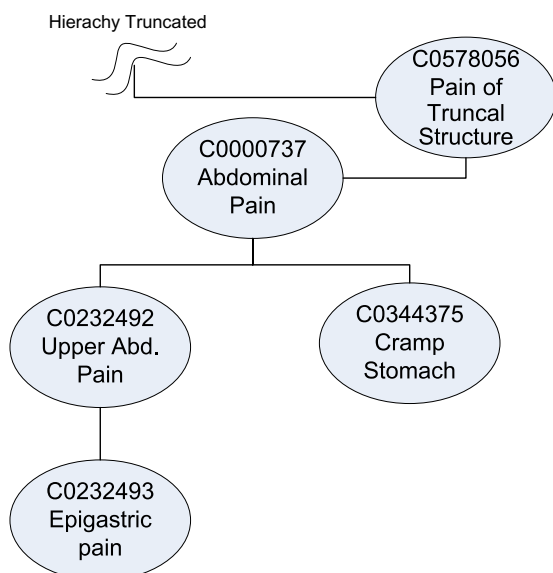 Hierachy Truncated
C0578056
Pain of
Truncal
Structure
C0000737
Abdominal
Pain
C0232492
Upper Abd.
Pain
C0344375
Cramp
Stomach
C0232493
Epigastric
pain